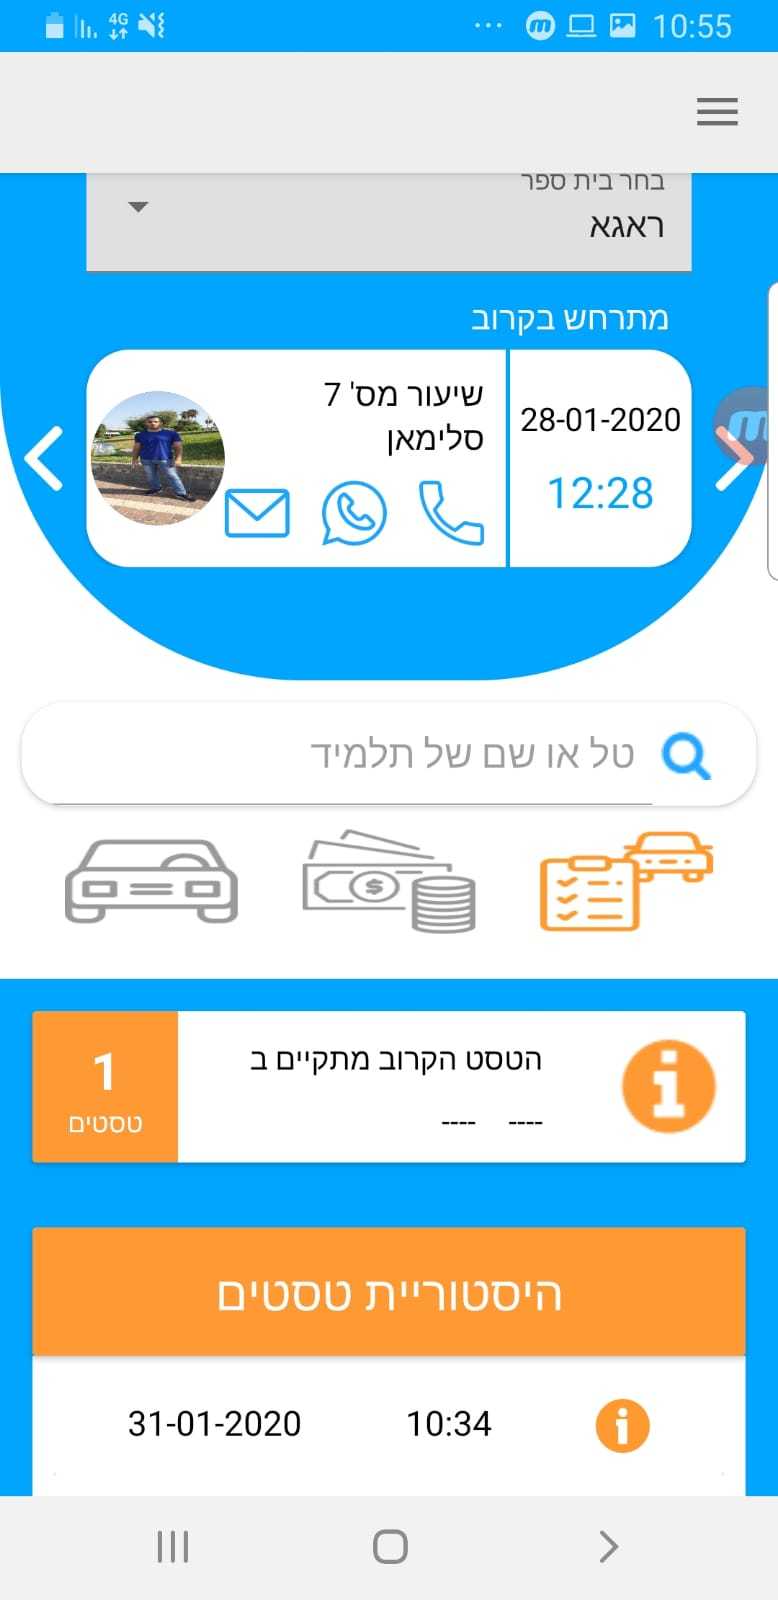 4G
10:55
בחר בית ספר
ראגא
מתרחש בקרוב
שיעור מס' 7
סלימאן
28-01-2020
12:28
טל או שם של תלמיד
הטסט הקרוב מתקיים ב
---- ----
1
טסטים
היסטוריית טסטים
10:34
31-01-2020